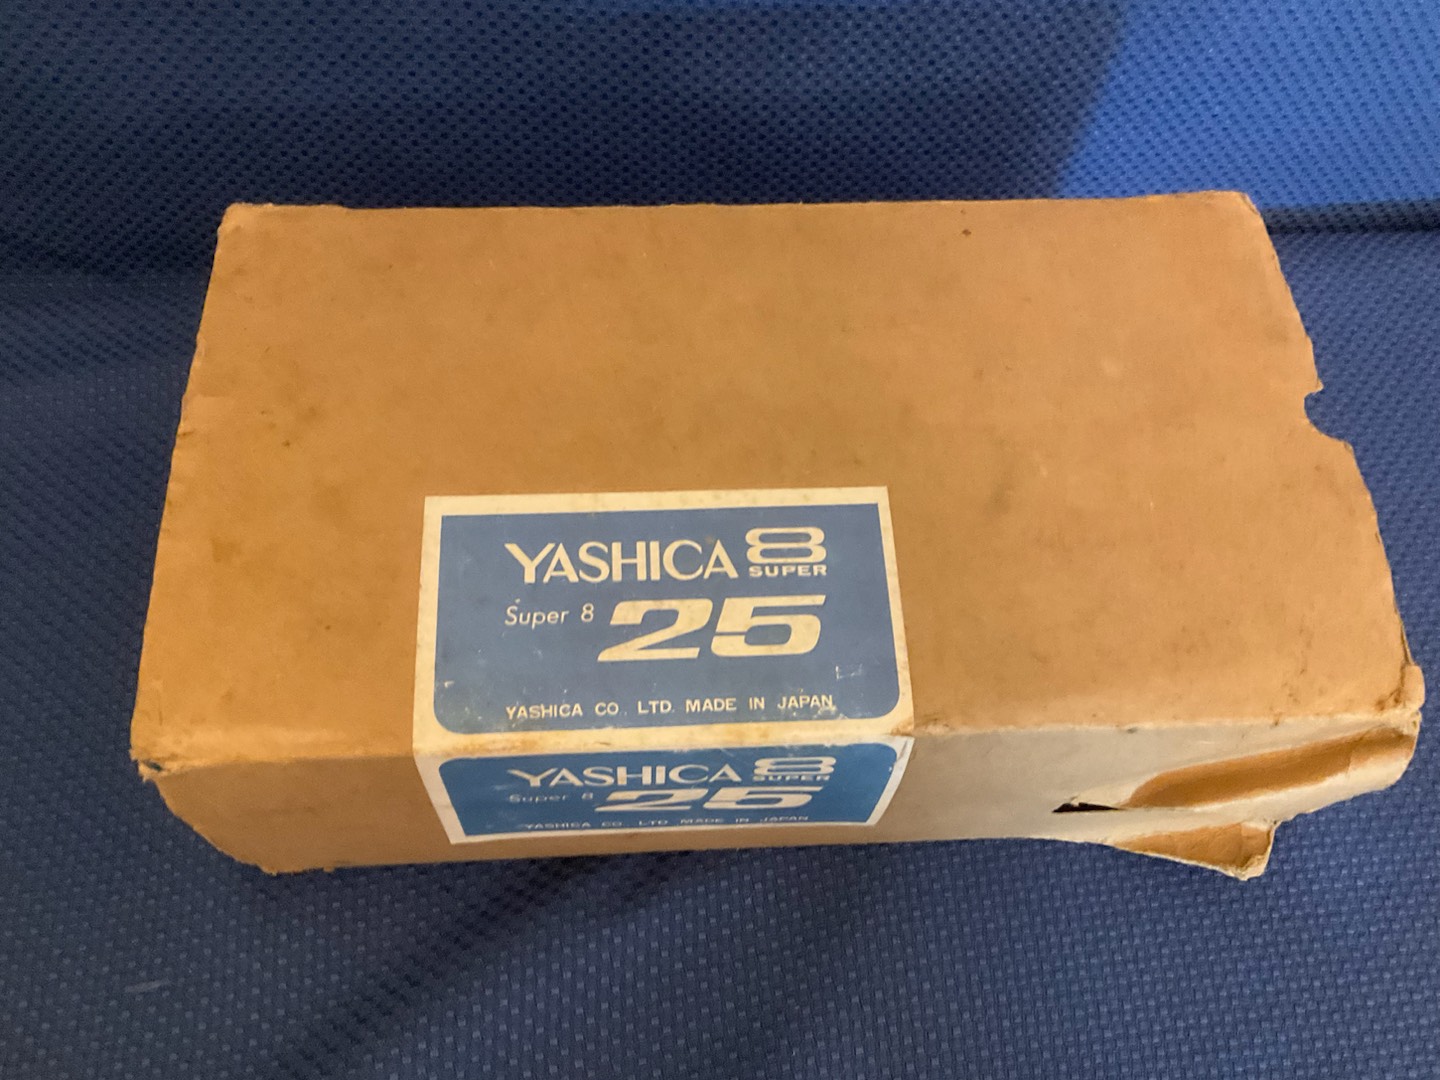 YASHICA 8
SUPER
Super 8 25
YASHICA CO. LTD. MADE IN JAPAN
YASHICA 8
SUPER
Super 8 25
YASHICA CO. LTD MADE IN JAPAN